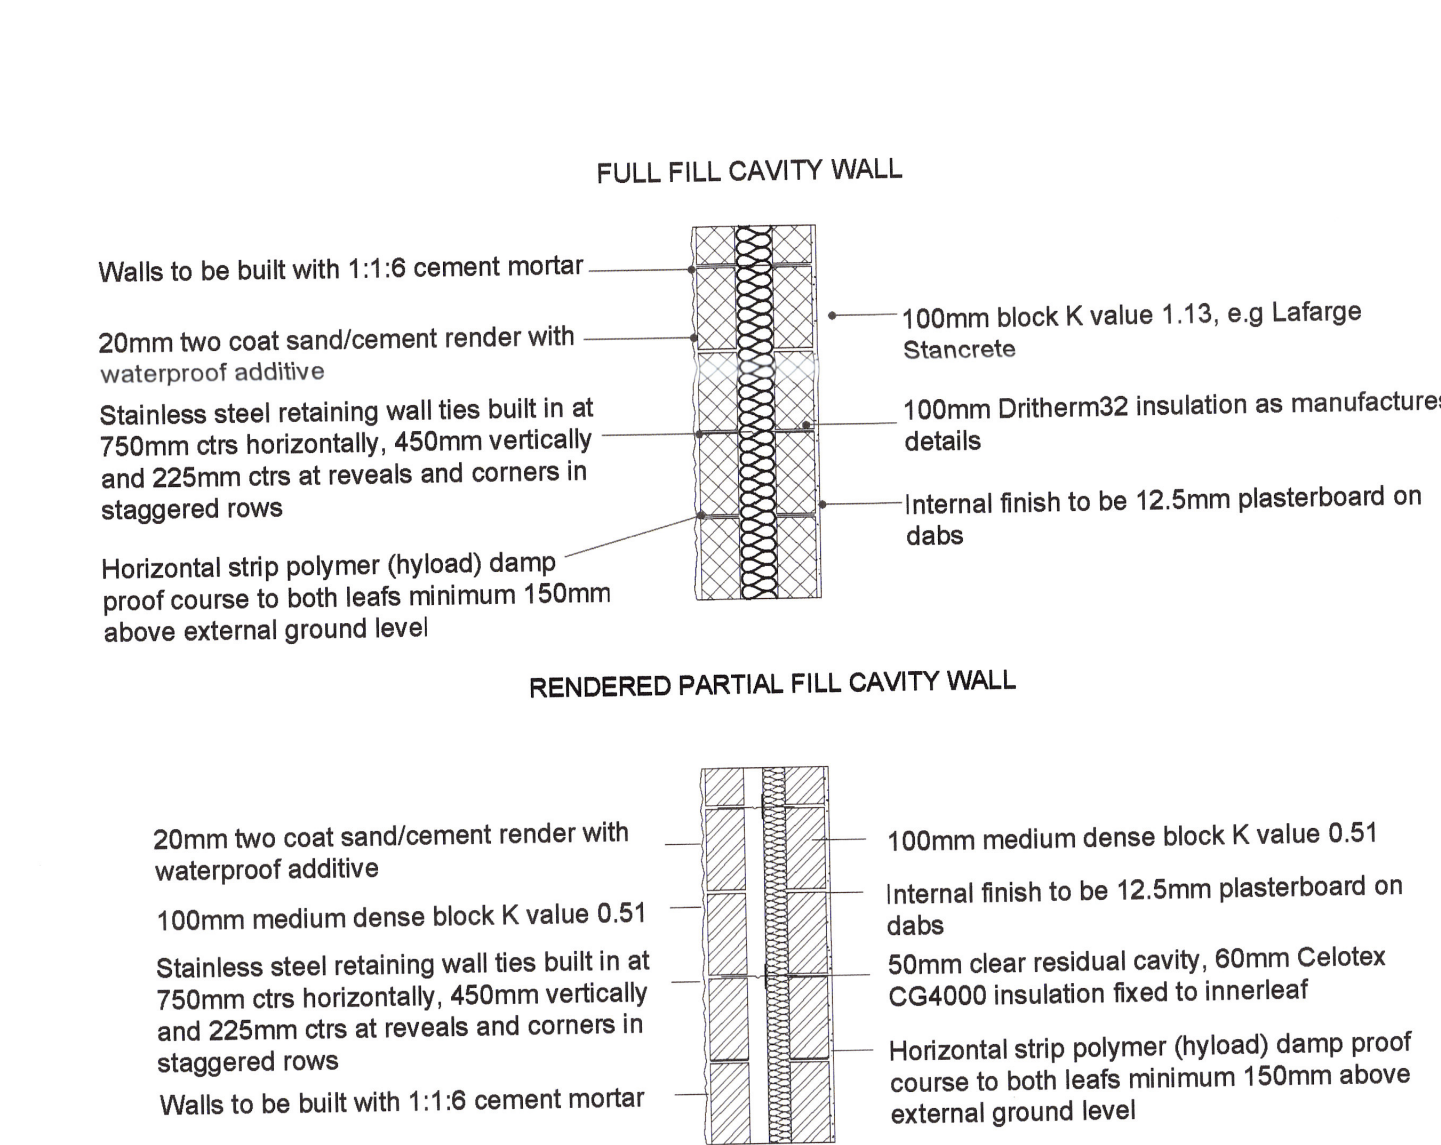 FULL FILL CAVITY WALL
Walls to be built with 1:1:6 cement mortar
20mm two coat sand/cement render with
waterproof additive
Stainless steel retaining wall ties built in at
750mm ctrs horizontally, 450mm vertically
and 225mm ctrs at reveals and corners in
staggered rows
Horizontal strip polymer (hyload) damp
proof course to both leafs minimum 150mm
above external ground level
100mm block K value 1.13, e.g Lafarge
Stancrete
100mm Dritherm32 insulation as manufactures
details
Internal finish to be 12.5mm plasterboard on
dabs
RENDERED PARTIAL FILL CAVITY WALL
20mm two coat sand/cement render with
waterproof additive
100mm medium dense block K value 0.51
Stainless steel retaining wall ties built in at
750mm ctrs horizontally, 450mm vertically
and 225mm ctrs at reveals and corners in
staggered rows
Walls to be built with 1:1:6 cement mortar
100mm medium dense block K value 0.51
Internal finish to be 12.5mm plasterboard on
dabs
50mm clear residual cavity, 60mm Celotex
CG4000 insulation fixed to innerleaf
Horizontal strip polymer (hyload) damp proof
course to both leafs minimum 150mm above
external ground level